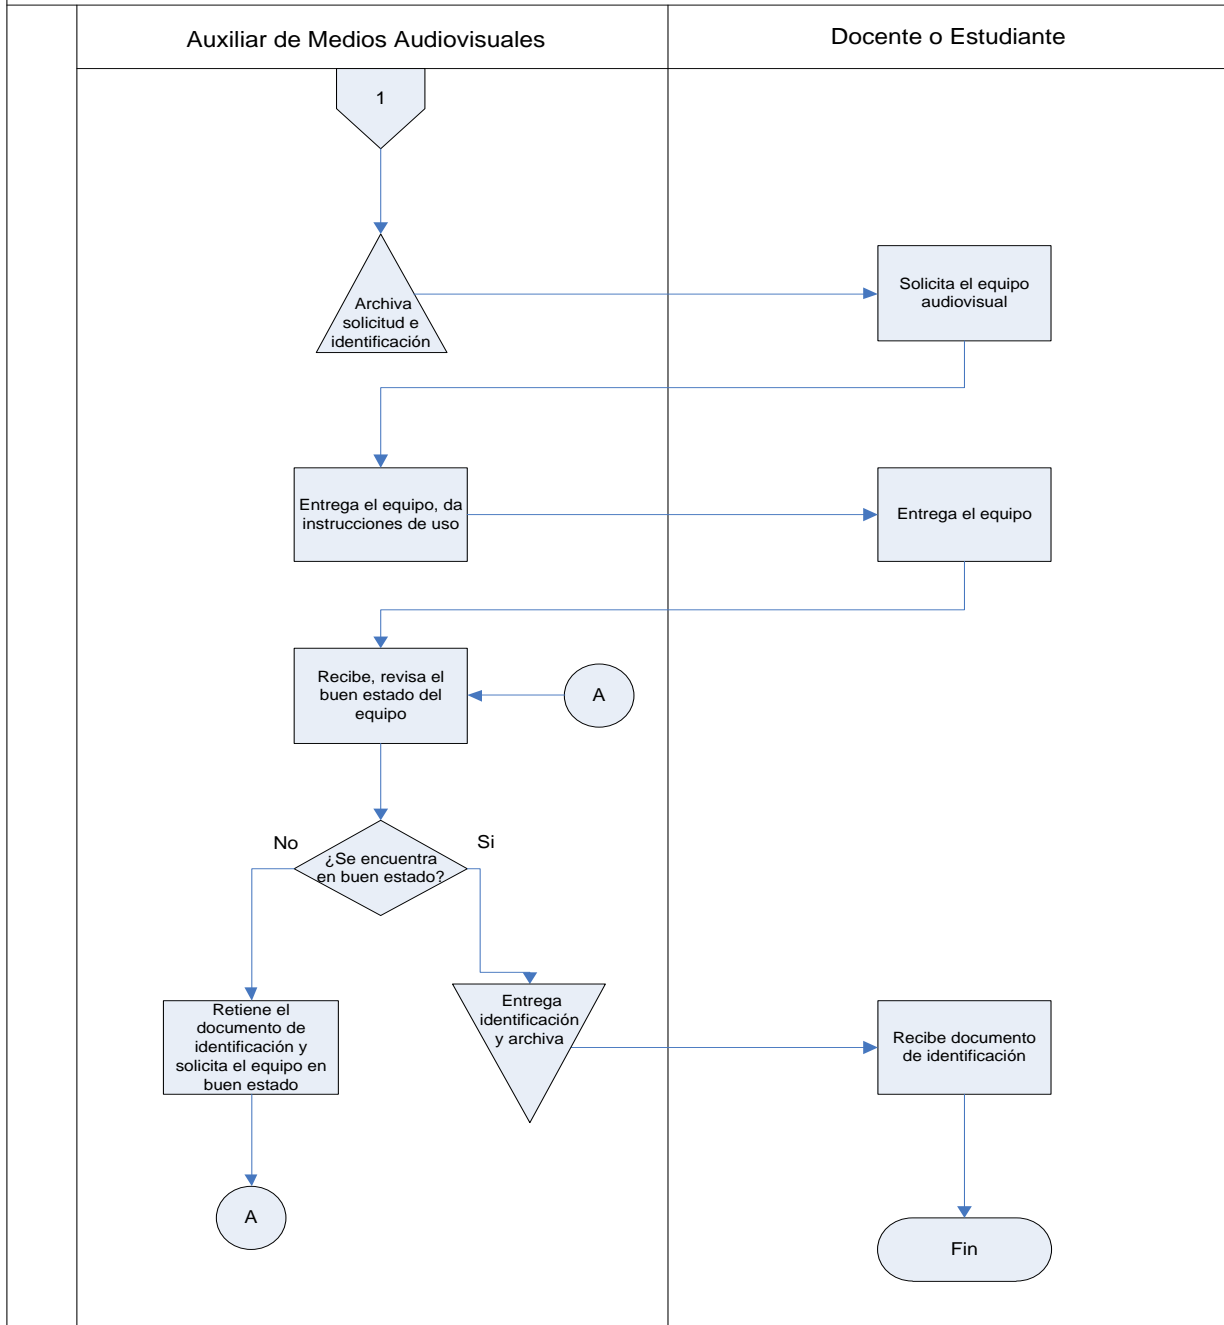 Auxiliar de Medios Audiovisuales
Docente o Estudiante
1
Archiva
solicitud e
identificación
Solicita el equipo
audiovisual
Entrega el equipo, da
instrucciones de uso
Entrega el equipo
Recibe, revisa el
buen estado del
equipo
A
No
Si
¿Se encuentra
en buen estado?
Retiene el
documento de
identificación y
solicita el equipo en
buen estado
Entrega
identificación
y archiva
Recibe documento
de identificación
A
Fin